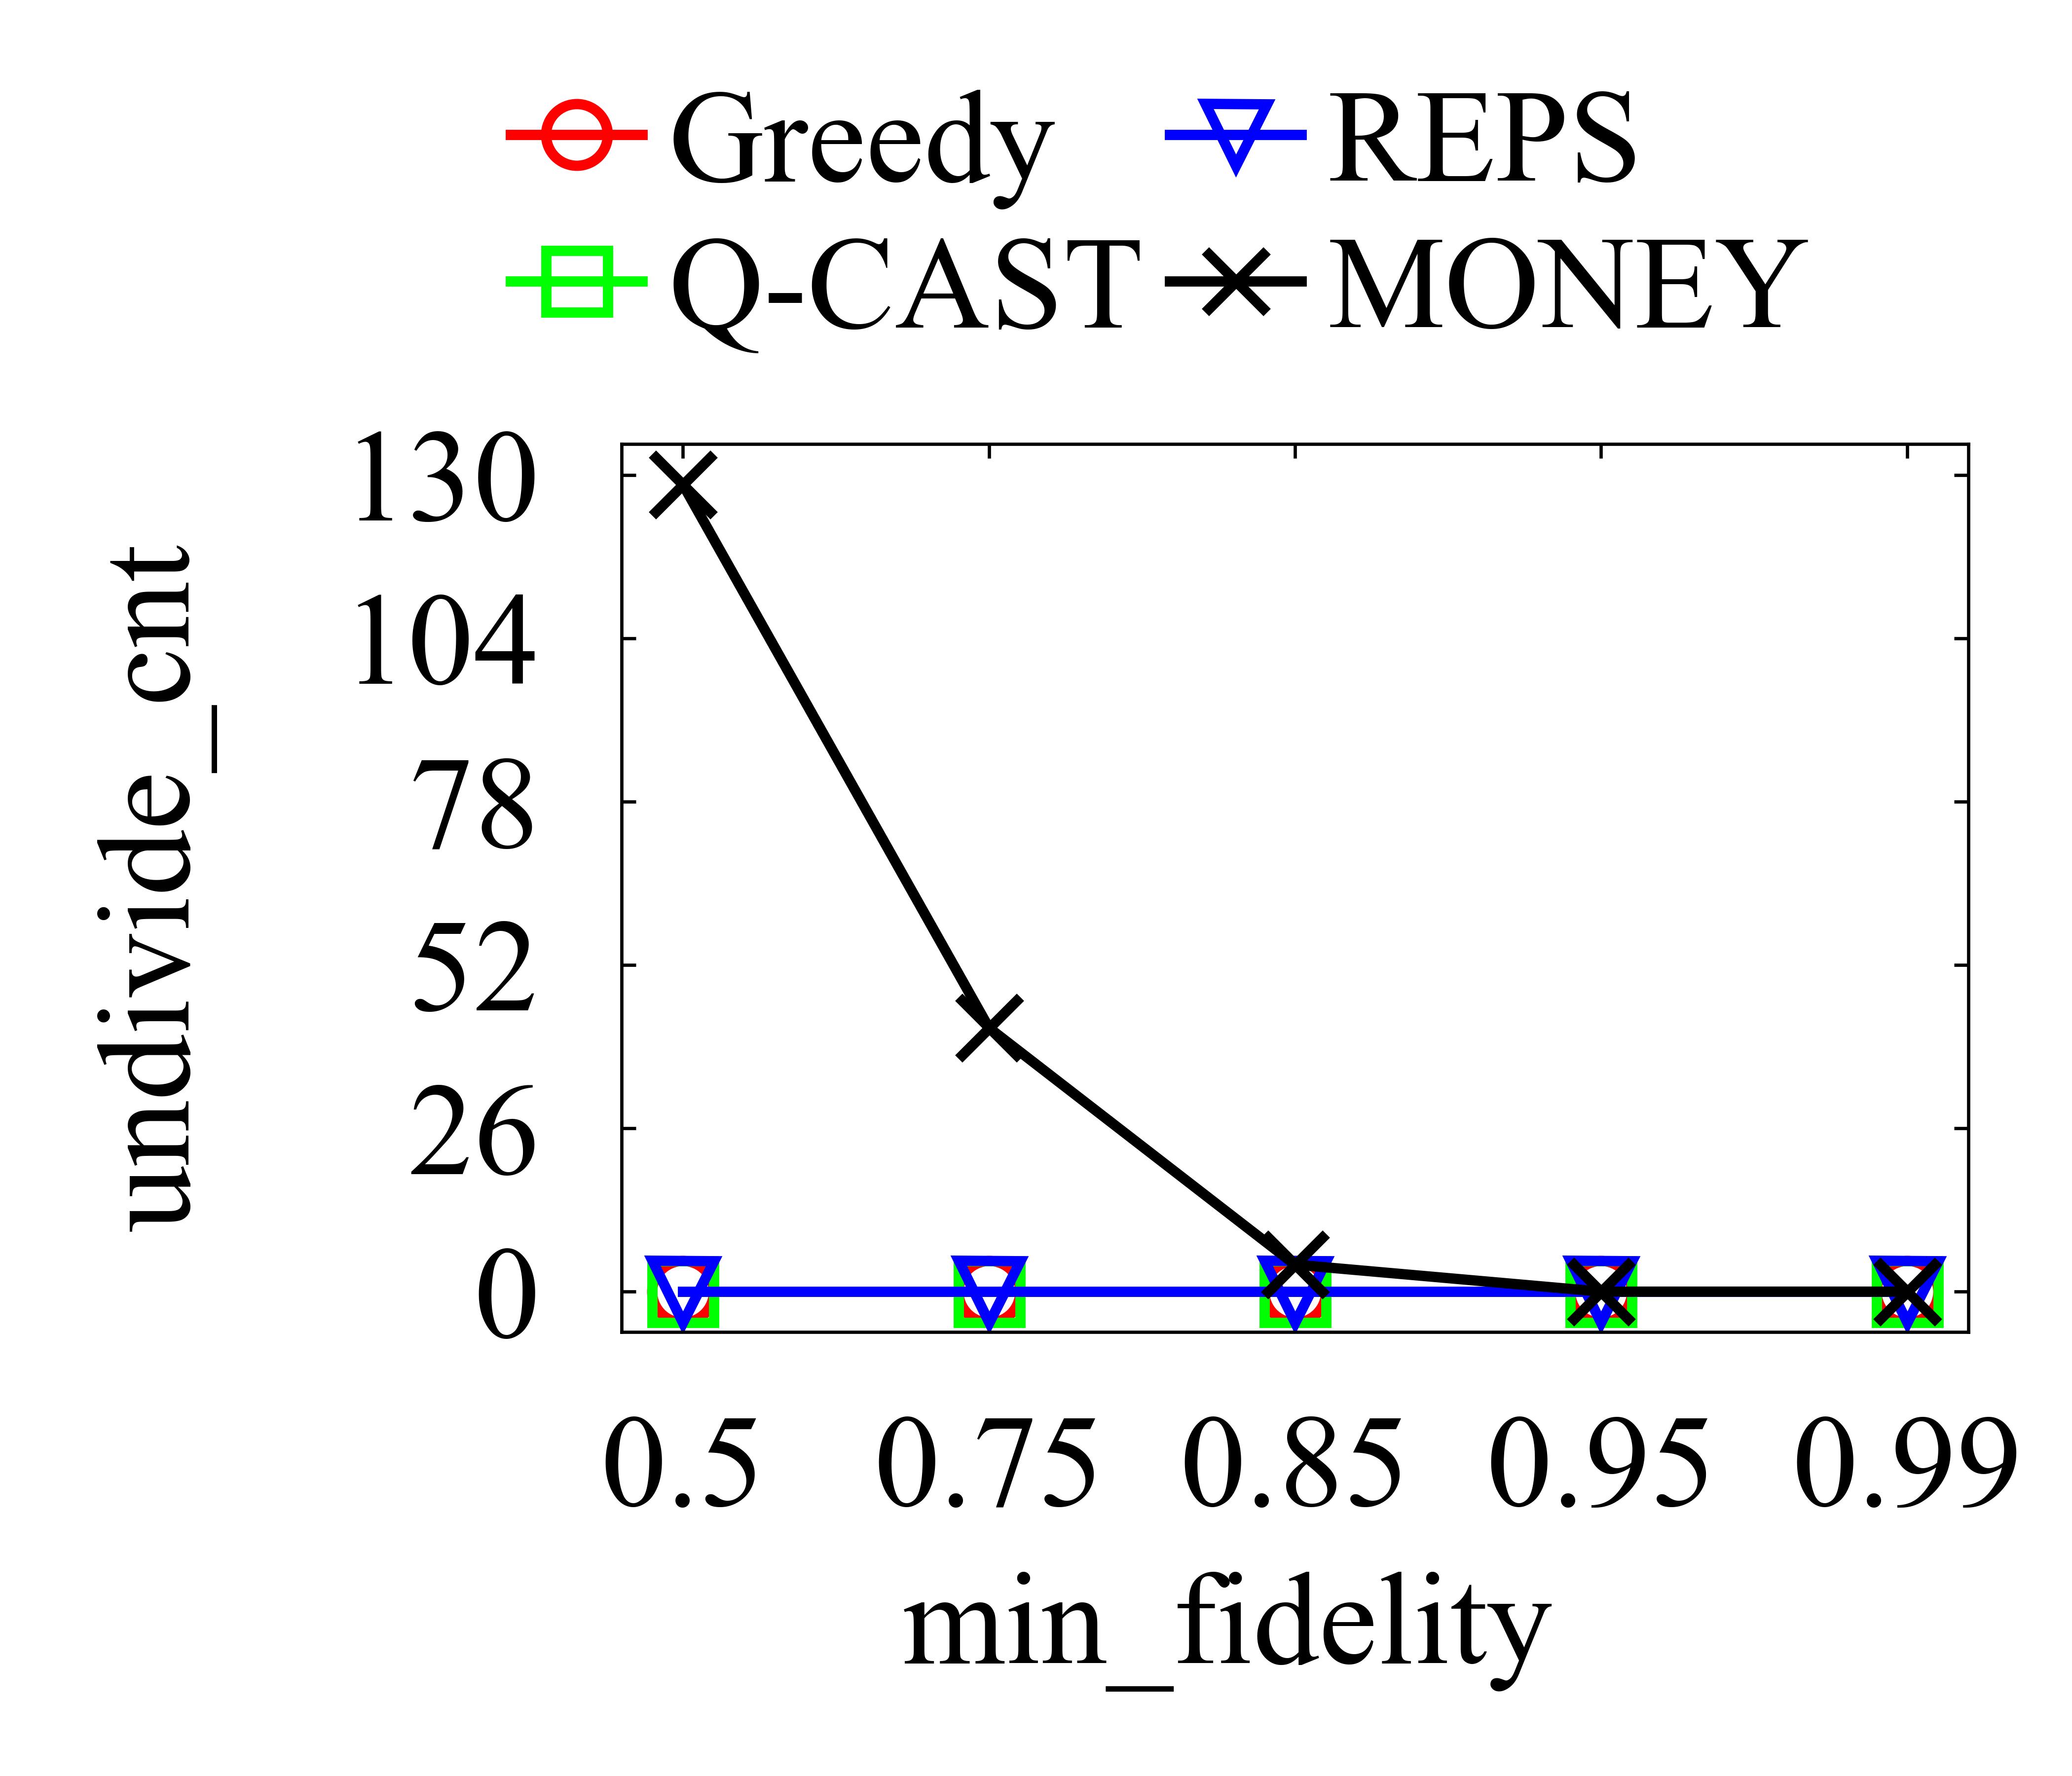 Greedy REPS
Q-CAST MONEY
130
104
78
52
26
0
undivide_cnt
0.5 0.75 0.85 0.95 0.99
min_fidelity